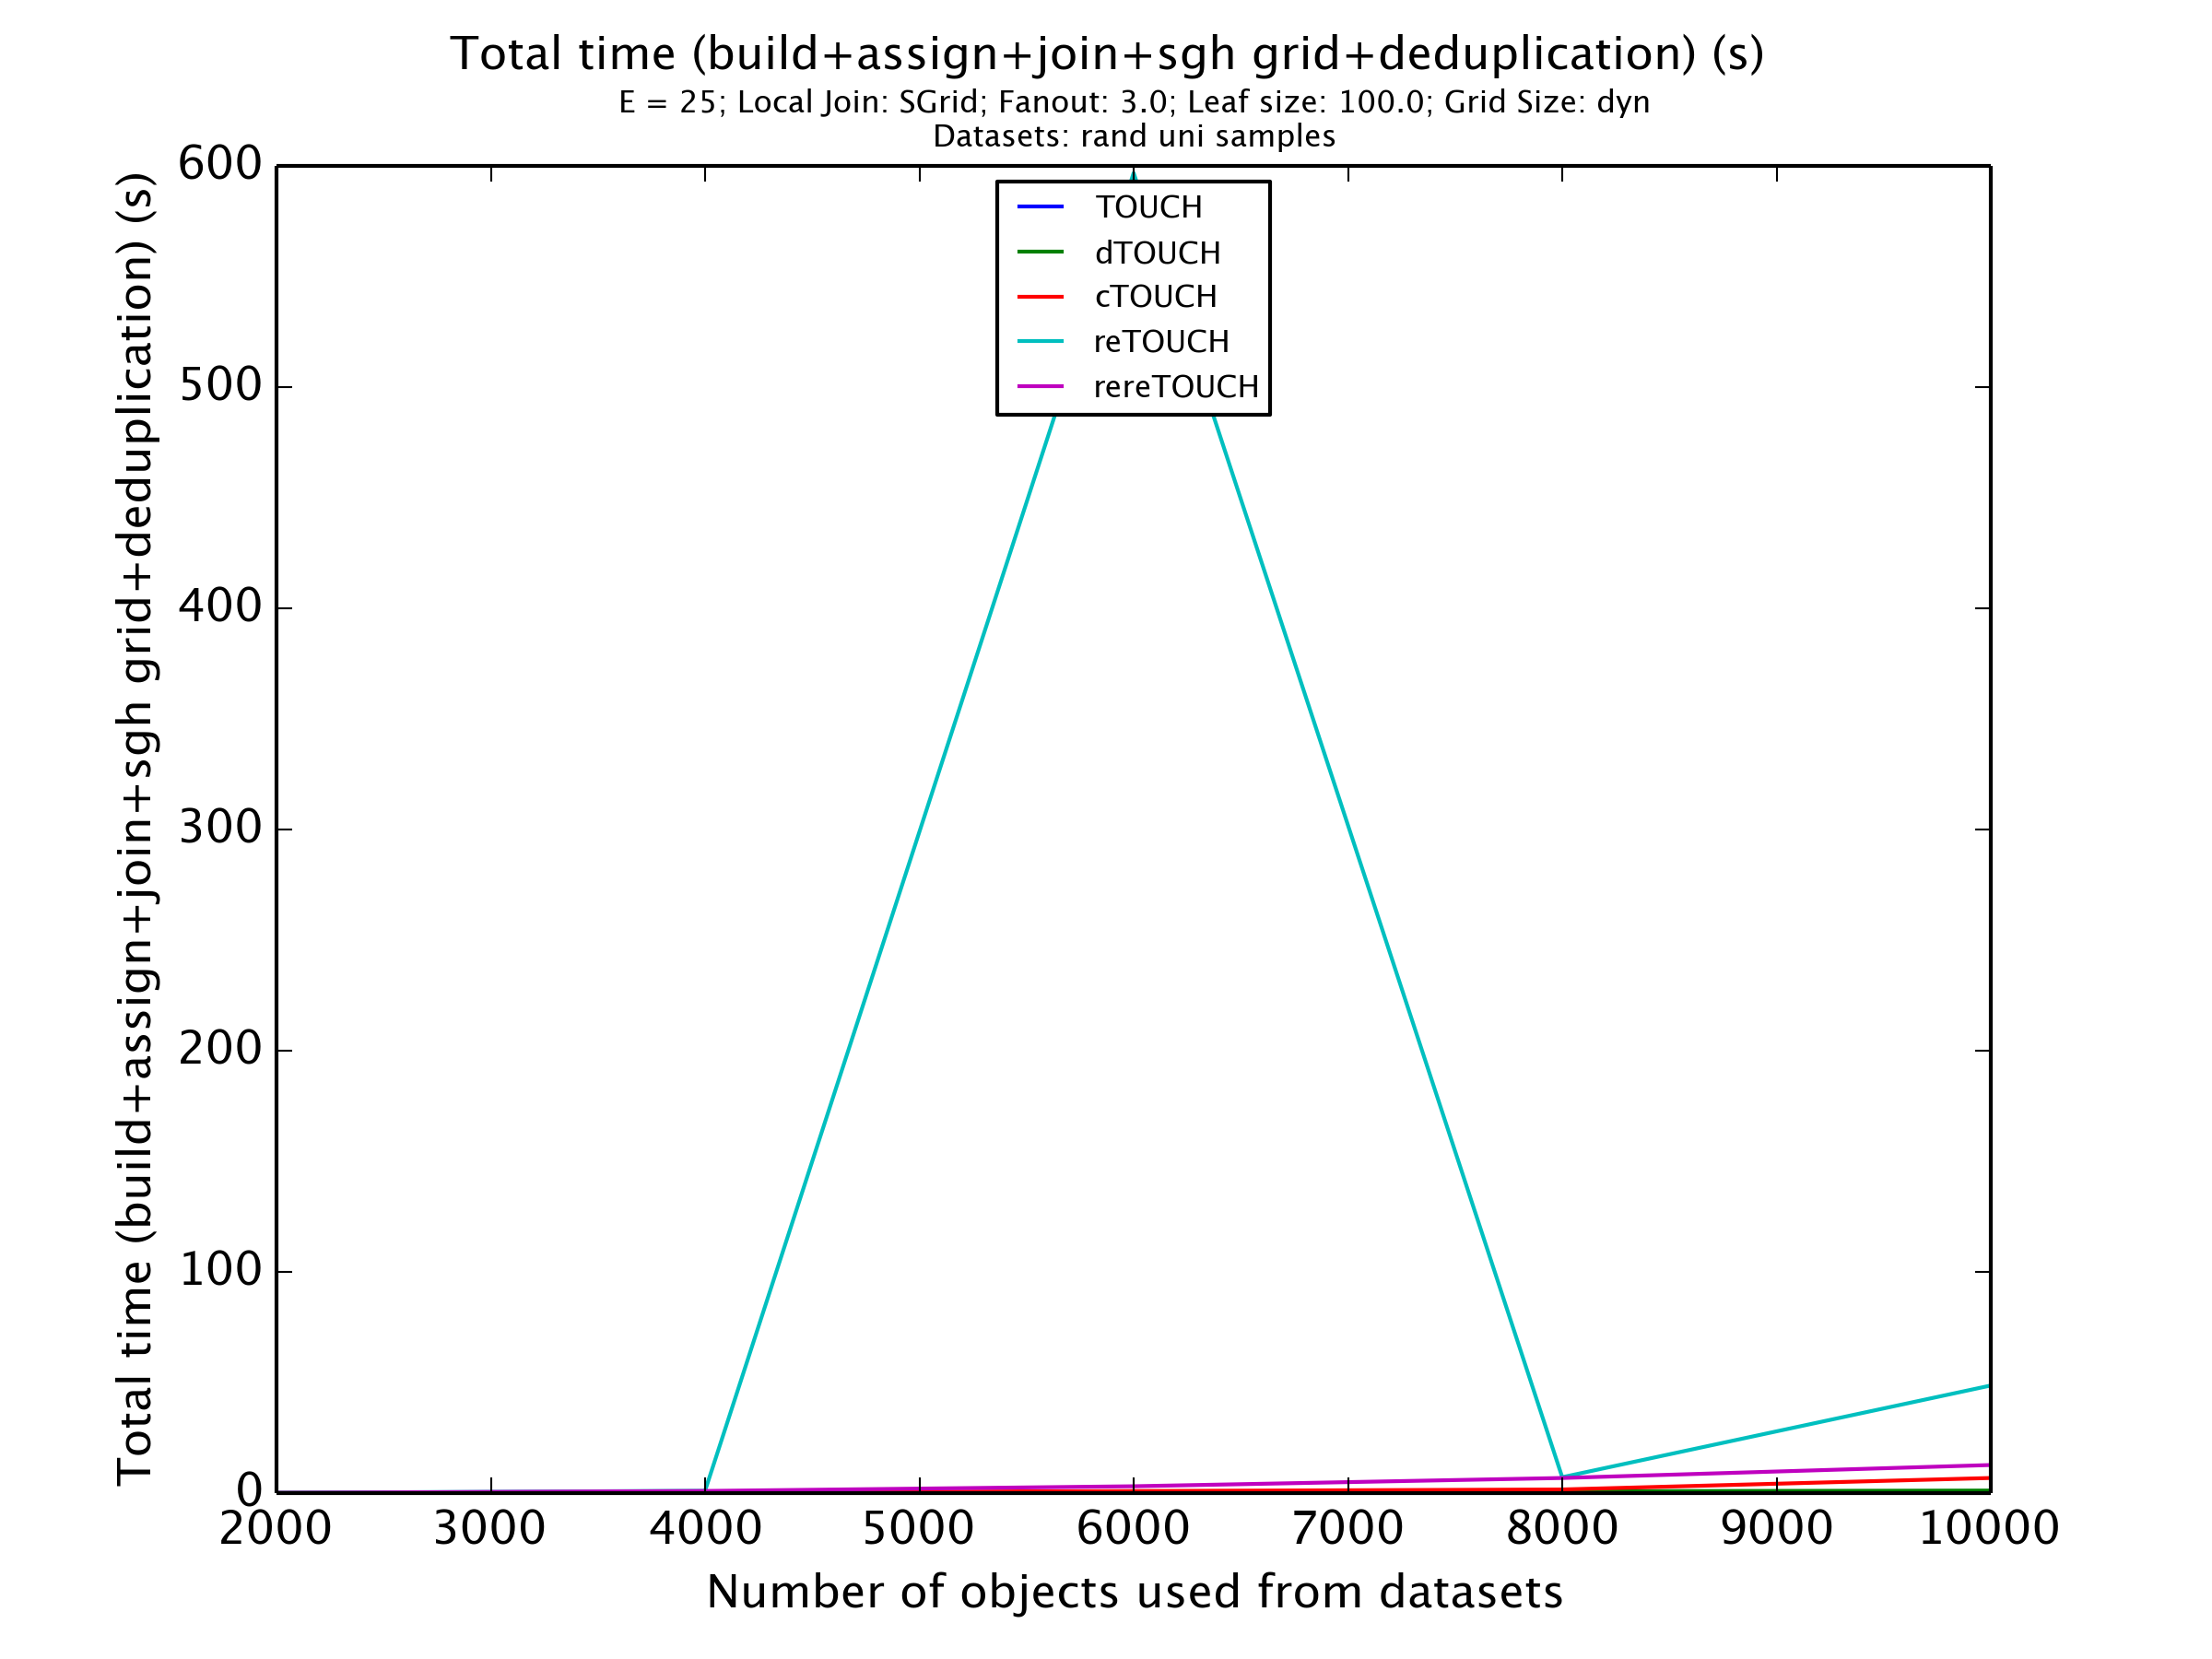 Total time (build+assign+join+sgh grid+deduplication) (s)
E = 25; Local Join: SGrid; Fanout: 3.0; Leaf size: 100.0; Grid Size: dyn
Datasets: rand uni samples
Total time (build+assign+join+sgh grid+deduplication) (s)
600
500
400
300
200
100
0
TOUCH
dTOUCH
cTOUCH
reTOUCH
rereTOUCH
2000 3000 4000 5000 6000 7000 8000 9000 10000
Number of objects used from datasets